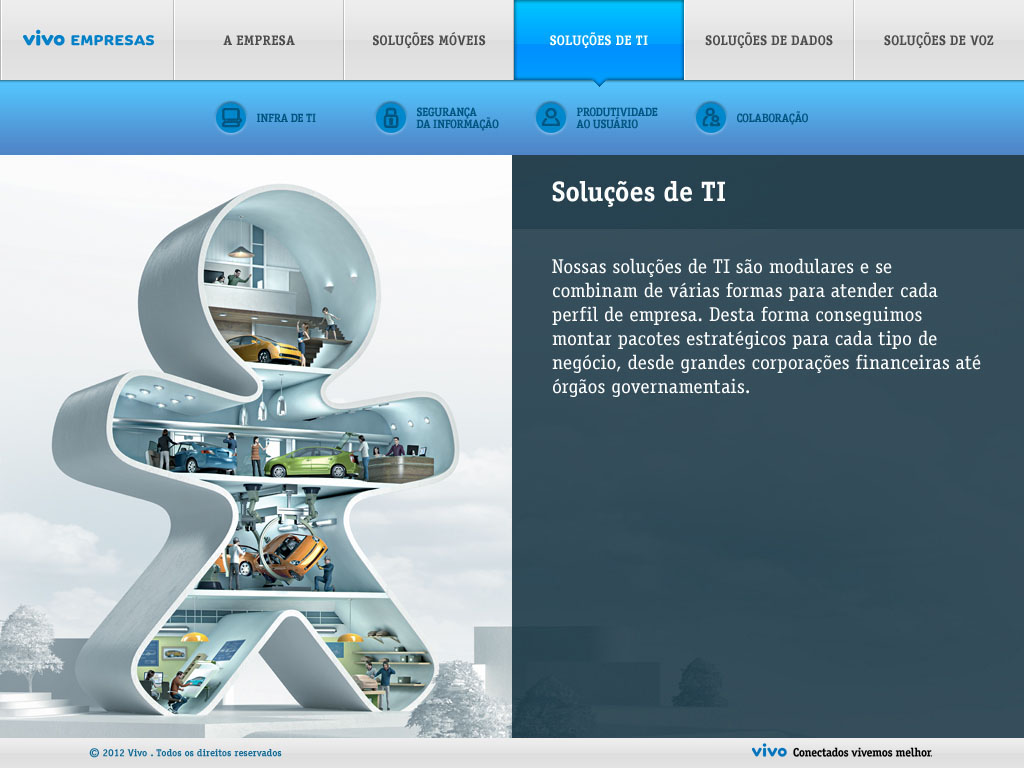 vivo EMPRESAS
A EMPRESA
SOLUÇÕES MÓVEIS
SOLUÇÕES DE TI
SOLUÇÕES DE DADOS
SOLUÇÕES DE VOZ
INFRA DE TI
SEGURANÇA
DA INFORMAÇÃO
PRODUTIVIDADE
AO USUÁRIO
COLABORAÇÃO
Soluções de TI
Nossas soluções de TI são modulares e se
combinam de várias formas para atender cada
perfil de empresa. Desta forma conseguimos
montar pacotes estratégicos para cada tipo de
negócio, desde grandes corporações financeiras até
órgãos governamentais.
© 2012 Vivo . Todos os direitos reservados
vivo Conectados vivemos melhor.